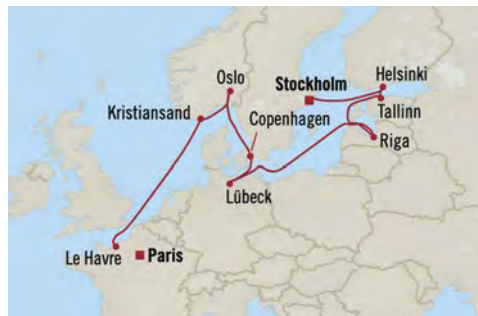 Oslo
Helsinki
Stockholm
Tallinn
Kristiansand
Copenhagen
Riga
Lübeck
Le Havre
Paris